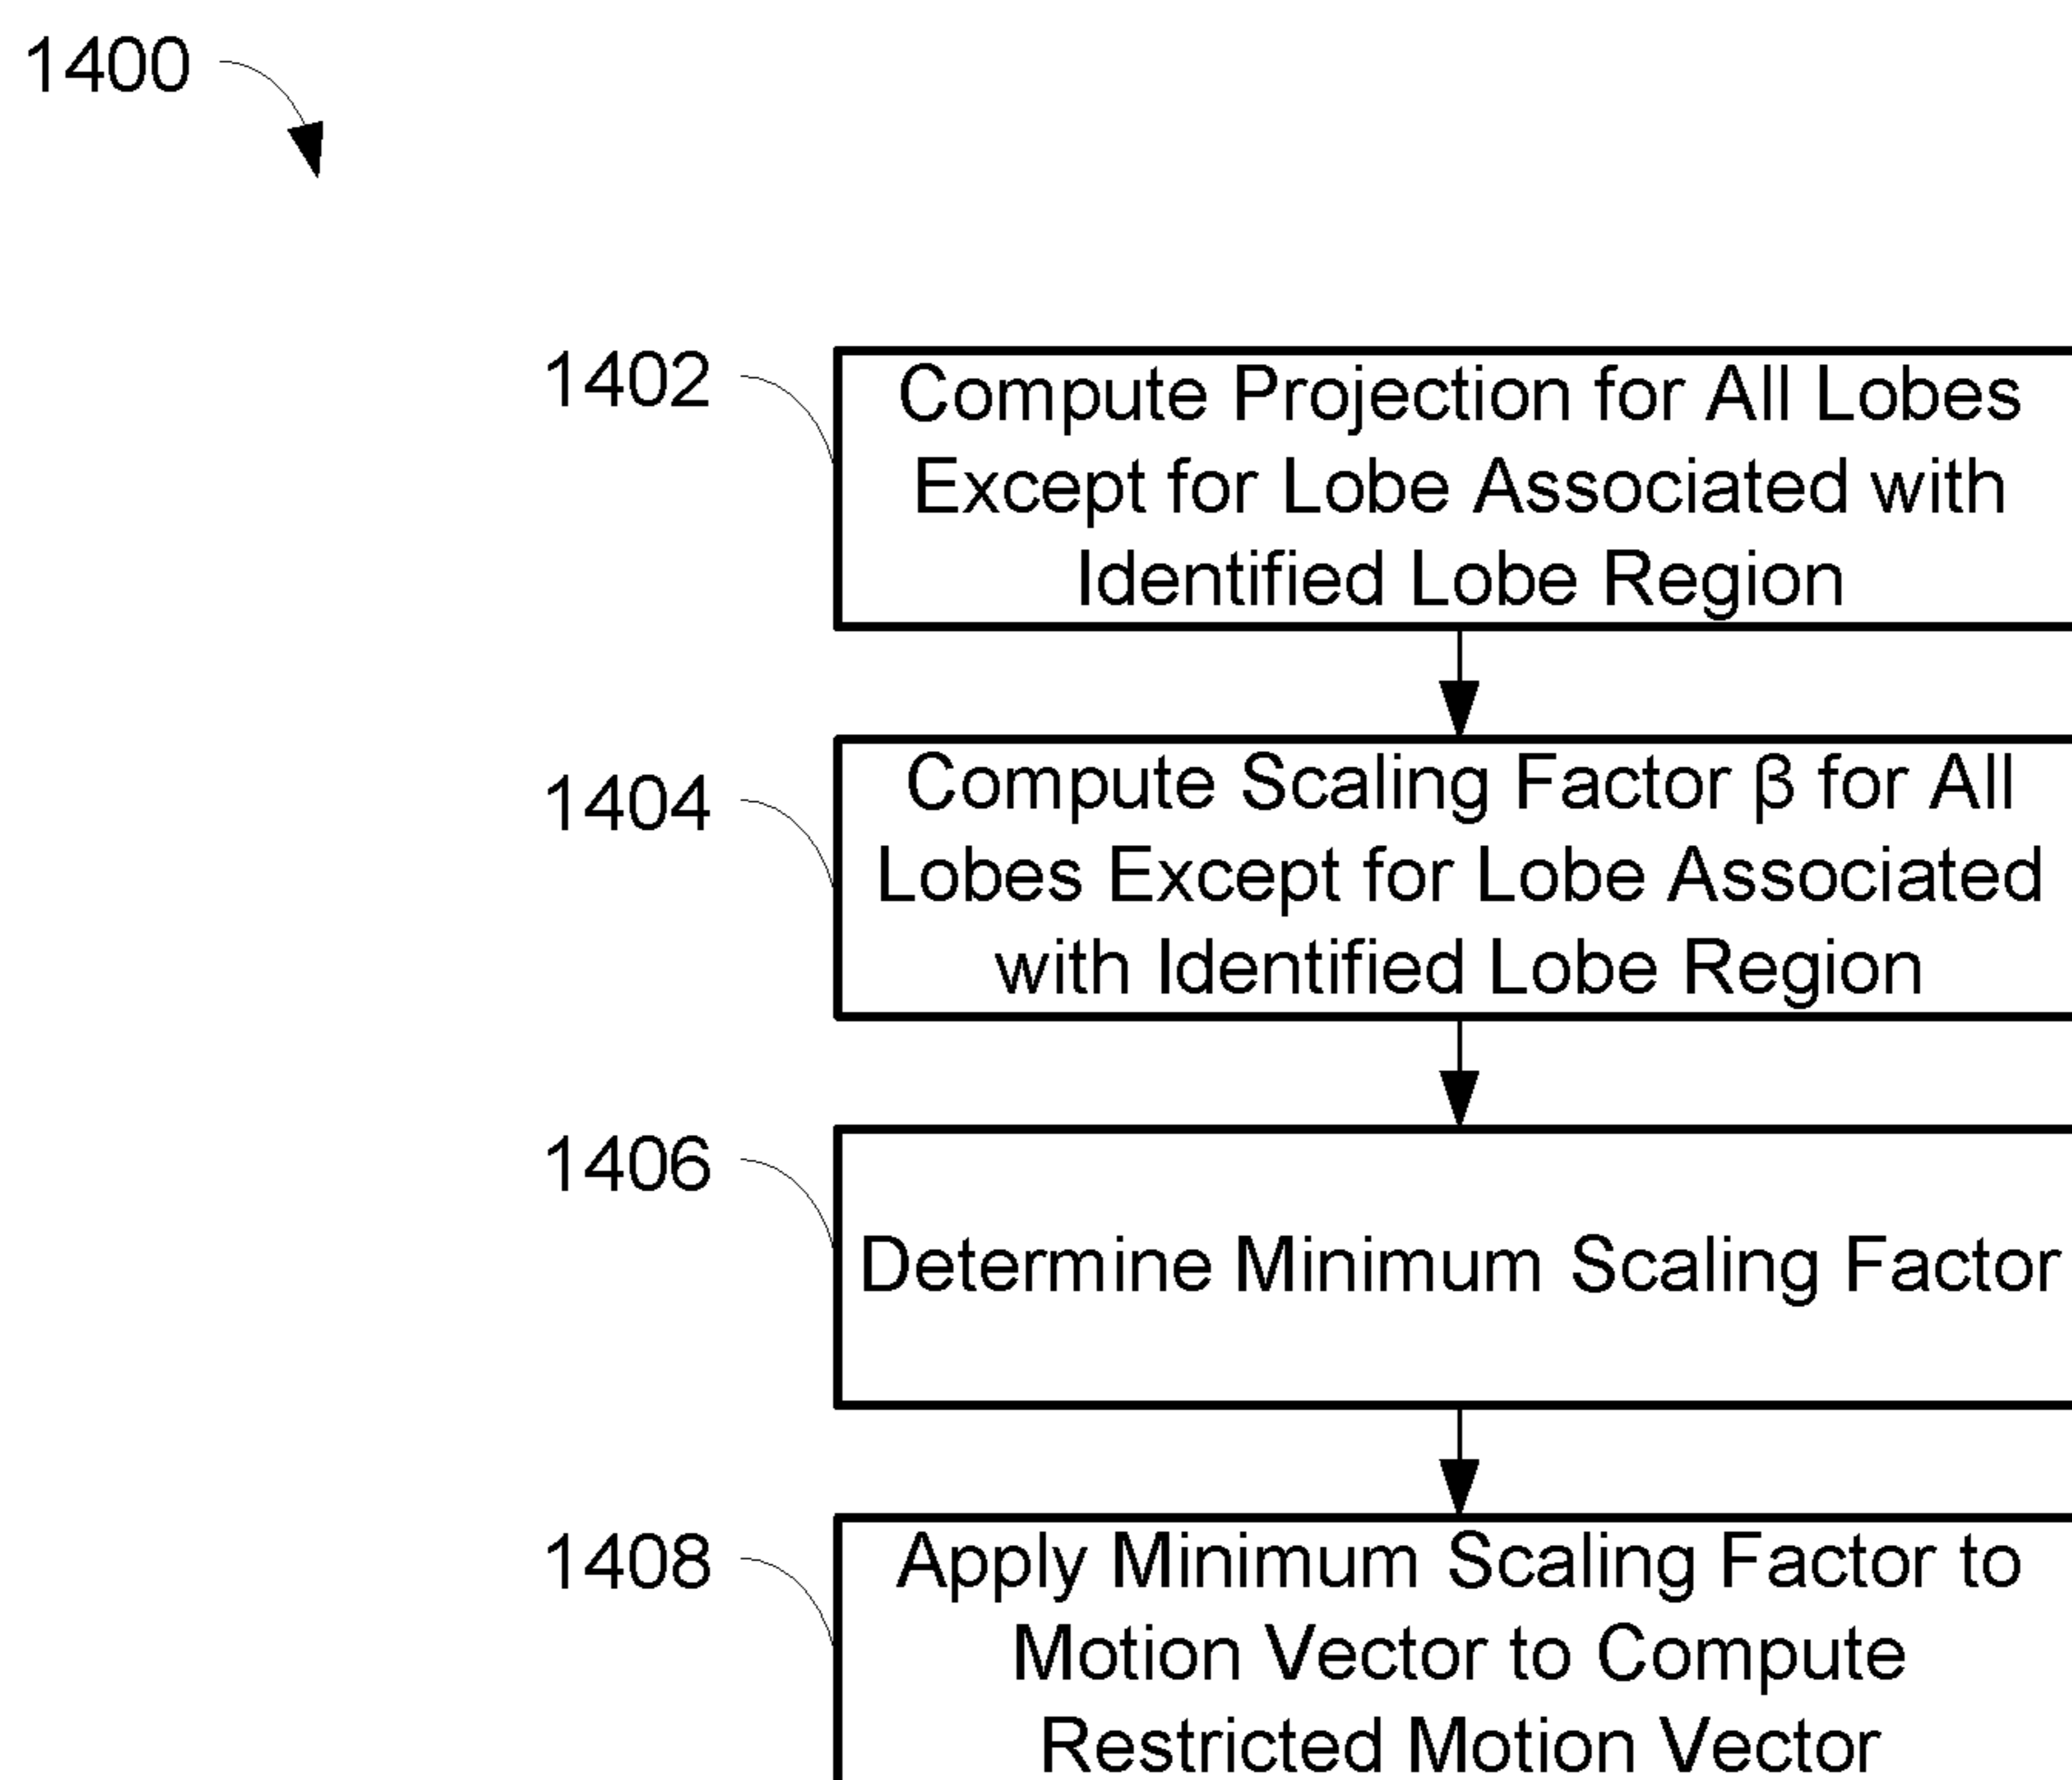 1400
1402
Compute Projection for All Lobes
Except for Lobe Associated with
Identified Lobe Region
1404
Compute Scaling Factor β for All
Lobes Except for Lobe Associated
with Identified Lobe Region
1406
Determine Minimum Scaling Factor
1408
Apply Minimum Scaling Factor to
Motion Vector to Compute
Restricted Motion Vector